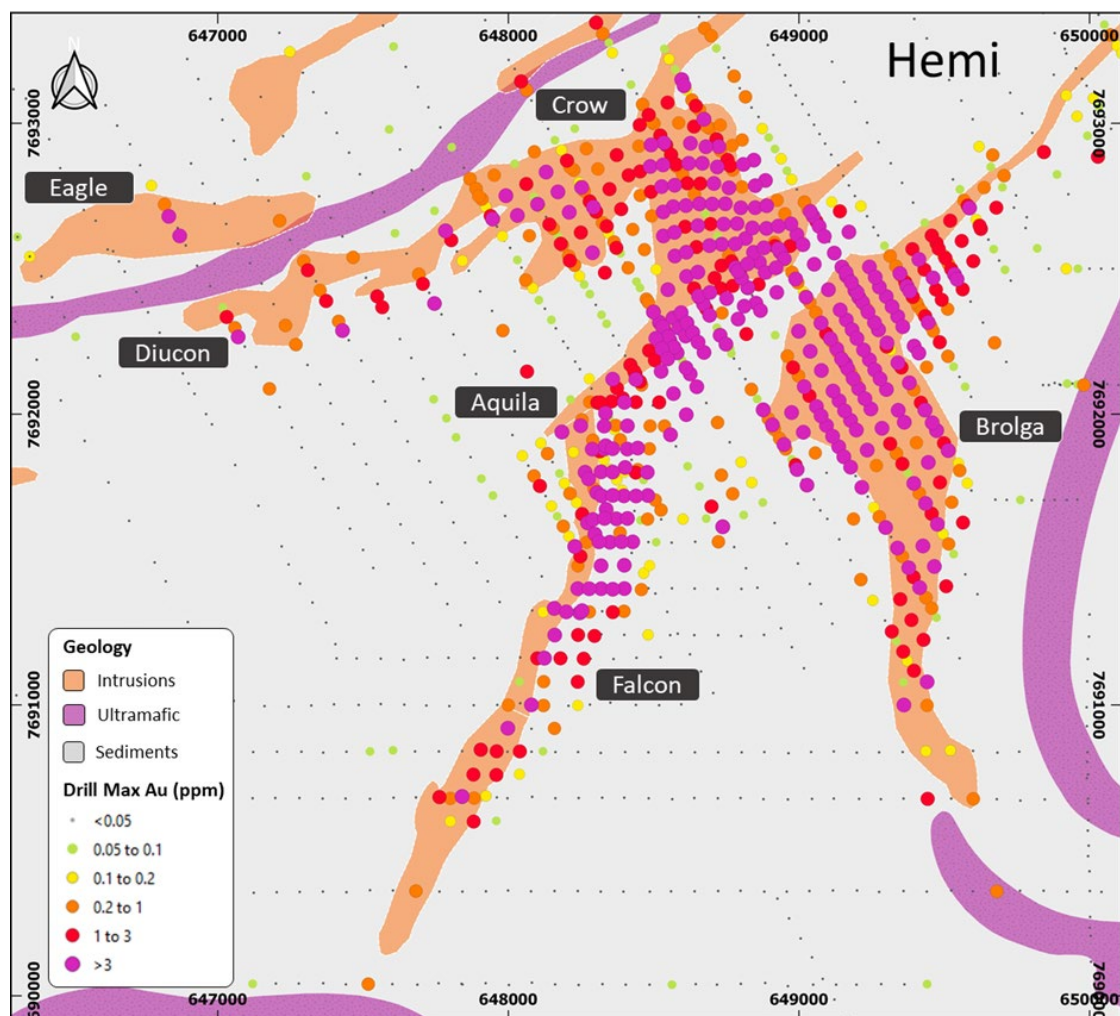 647000
648000
649000
650000
Hemi
N
Crow
7693000
7693000
Eagle
Diucon
Aquila
7692000
7692000
Brolga
Geology
Intrusions
Ultramafic
Sediments
Drill Max Au (ppm)
<0.05
0.05 to 0.1
0.1 to 0.2
0.2 to 1
1 to 3
>3
Falcon
7691000
7691000
7690000
7690000
647000
648000
649000
650000